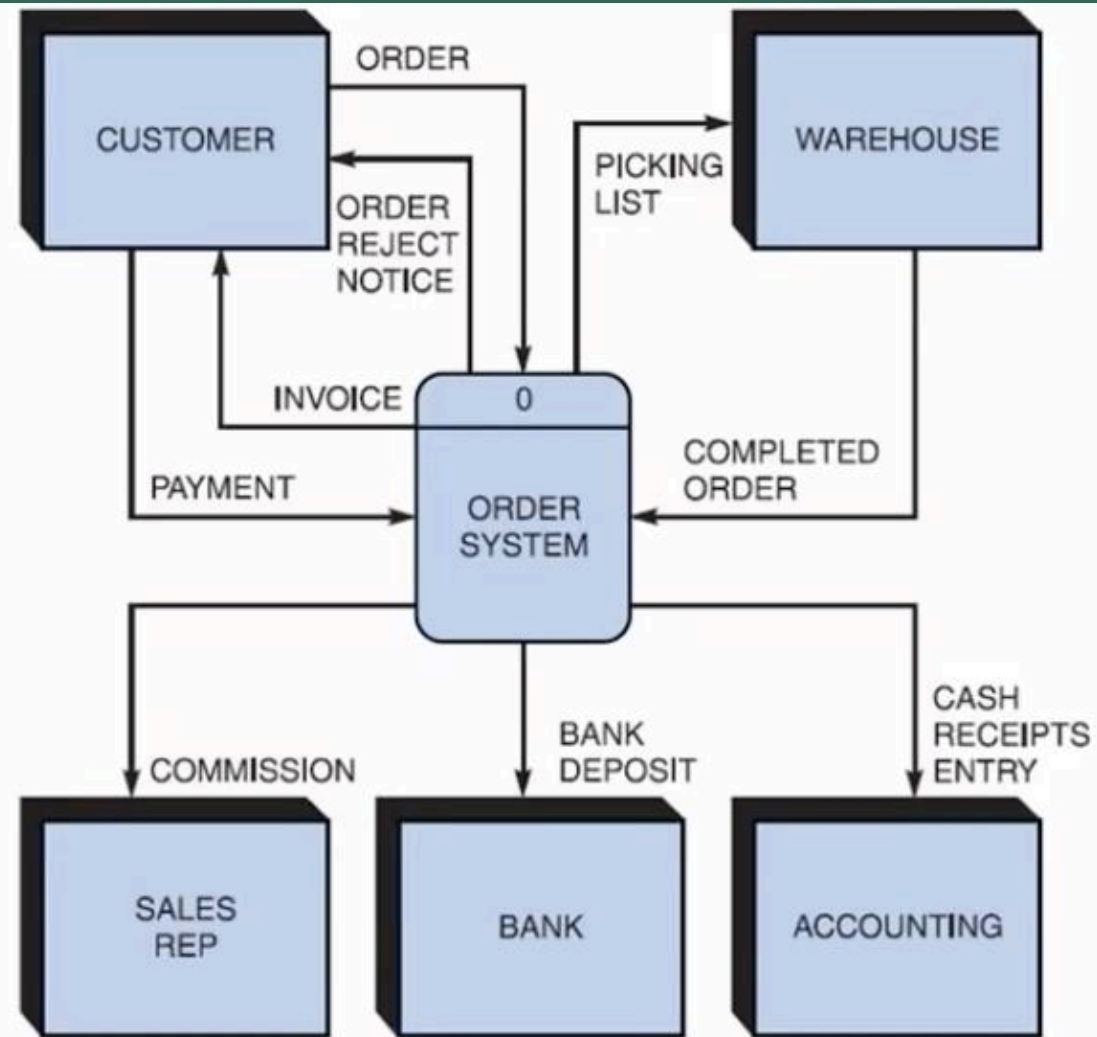 ORDER
CUSTOMER
WAREHOUSE
PICKING
LIST
ORDER
REJECT
NOTICE
INVOICE
0
COMPLETED
ORDER
PAYMENT
ORDER
SYSTEM
CASH
RECEIPTS
ENTRY
BANK
DEPOSIT
COMMISSION
SALES
REP
BANK
ACCOUNTING